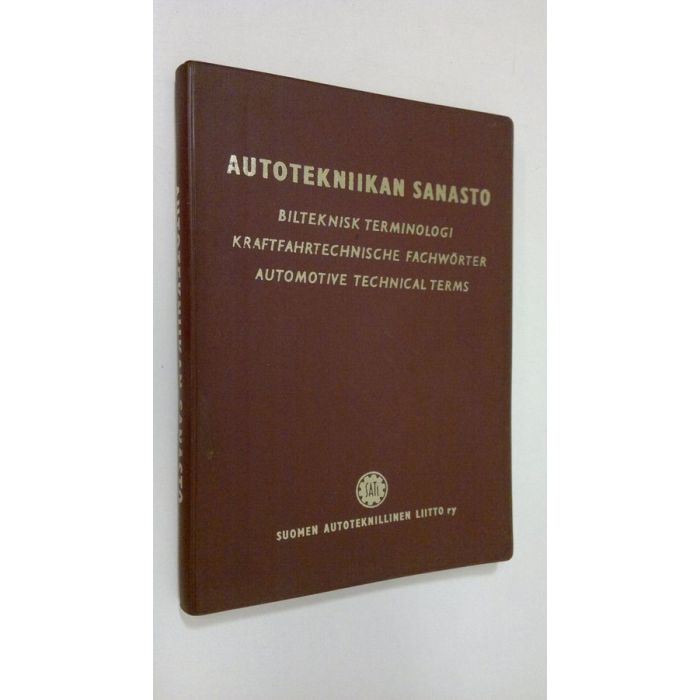 AUTOTEKNIIKAN SANASTO
BILTEKNISK TERMINOLOGI
KRAFTFAHRTECHNISCHE FACHWÖRTER
AUTOMOTIVE TECHNICAL TERMS
SATL
SUOMEN AUTOTEKNILLINEN LIITTO ry
AUTOTEKNIIKAN SANASTO